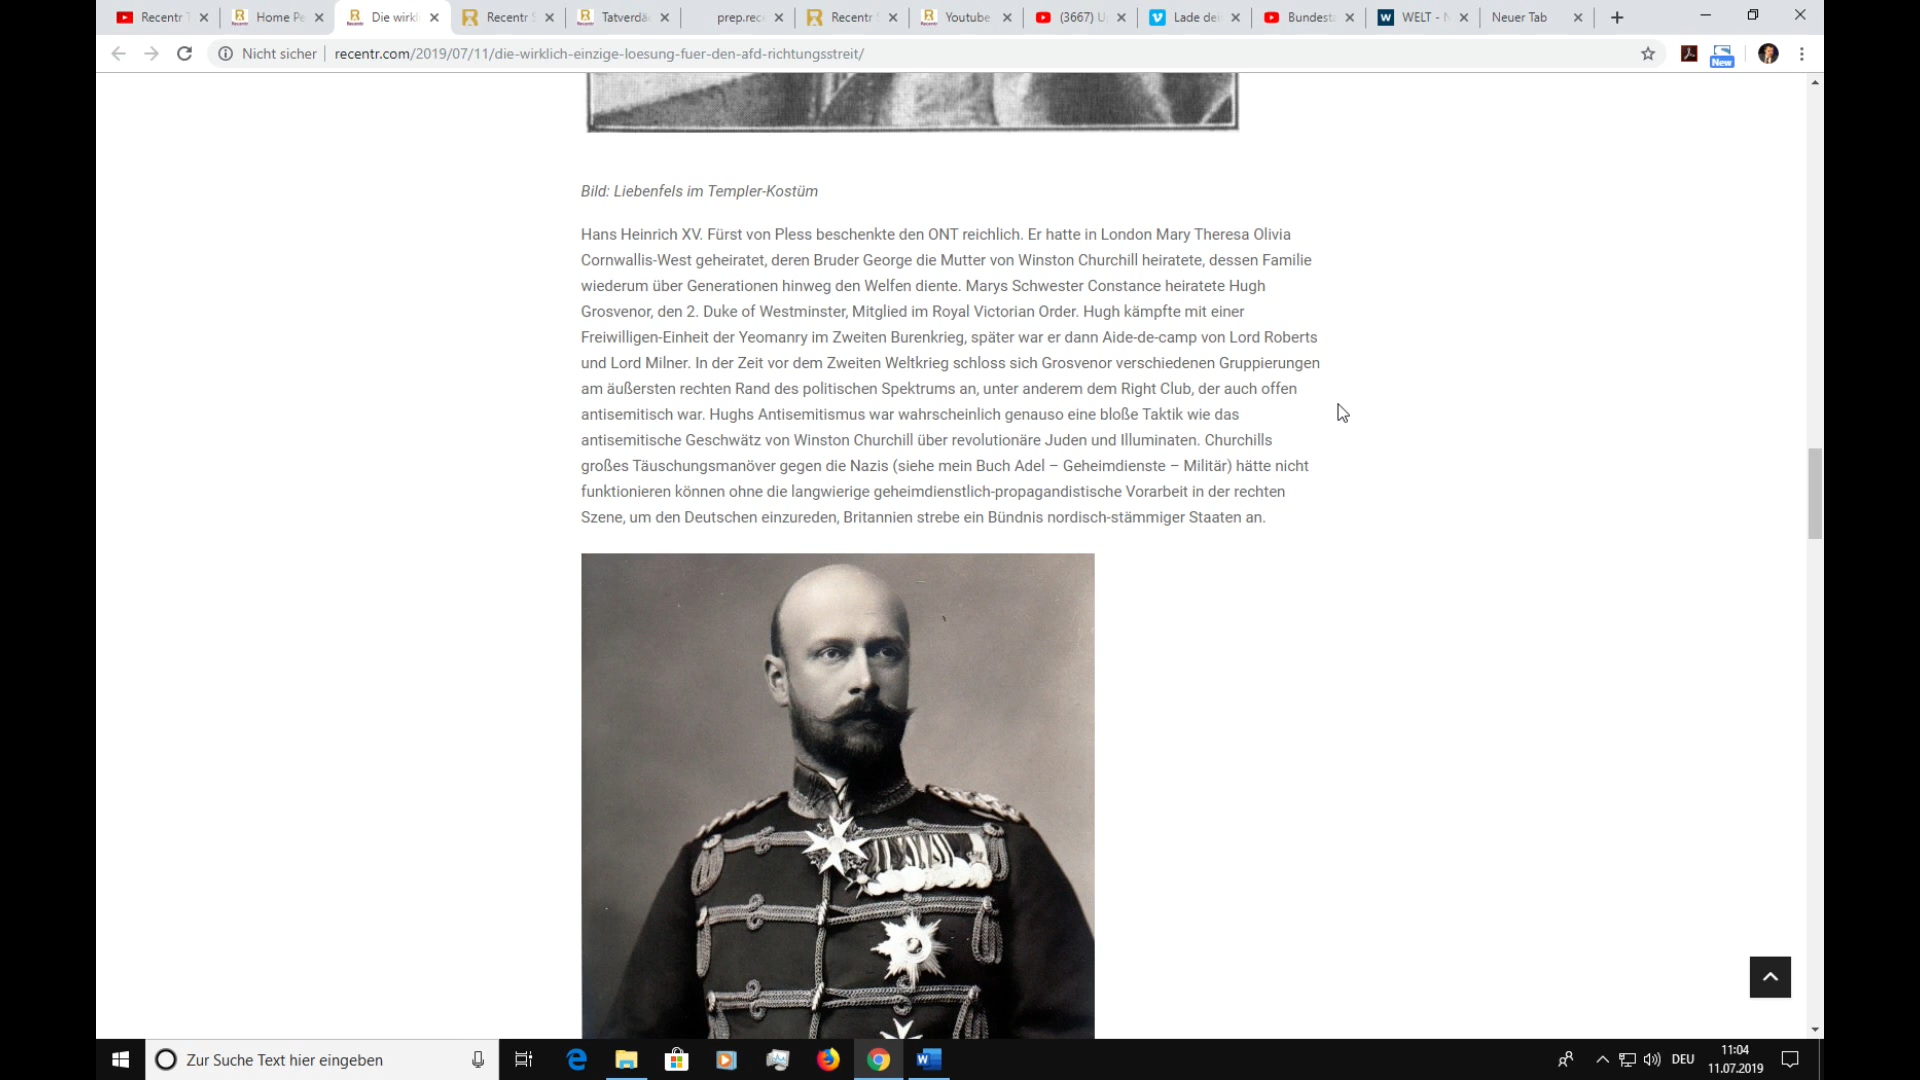 Recentr T
Home Pe
Die wirkl
Recentr S
Tatverdä
prep.rece
Recentr S
Youtube
(3667) U
Lade dei
Bundesta
WELT - N
Neuer Tab
Nicht sicher
recentr.com/2019/07/11/die-wirklich-einzige-loesung-fuer-den-afd-richtungsstreit/
New
Bild: Liebenfels im Templer-Kostüm
Hans Heinrich XV. Fürst von Pless beschenkte den ONT reichlich. Er hatte in London Mary Theresa Olivia
Cornwallis-West geheiratet, deren Bruder George die Mutter von Winston Churchill heiratete, dessen Familie
wiederum über Generationen hinweg den Welfen diente. Marys Schwester Constance heiratete Hugh
Grosvenor, den 2. Duke of Westminster, Mitglied im Royal Victorian Order. Hugh kämpfte mit einer
Freiwilligen-Einheit der Yeomanry im Zweiten Burenkrieg, später war er dann Aide-de-camp von Lord Roberts
und Lord Milner. In der Zeit vor dem Zweiten Weltkrieg schloss sich Grosvenor verschiedenen Gruppierungen
am äußersten rechten Rand des politischen Spektrums an, unter anderem dem Right Club, der auch offen
antisemitisch war. Hughs Antisemitismus war wahrscheinlich genauso eine bloße Taktik wie das
antisemitische Geschwätz von Winston Churchill über revolutionäre Juden und Illuminaten. Churchills
großes Täuschungsmanöver gegen die Nazis (siehe mein Buch Adel – Geheimdienste – Militär) hätte nicht
funktionieren können ohne die langwierige geheimdienstlich-propagandistische Vorarbeit in der rechten
Szene, um den Deutschen einzureden, Britannien strebe ein Bündnis nordisch-stämmiger Staaten an.
Zur Suche Text hier eingeben
DEU
11:04
11.07.2019